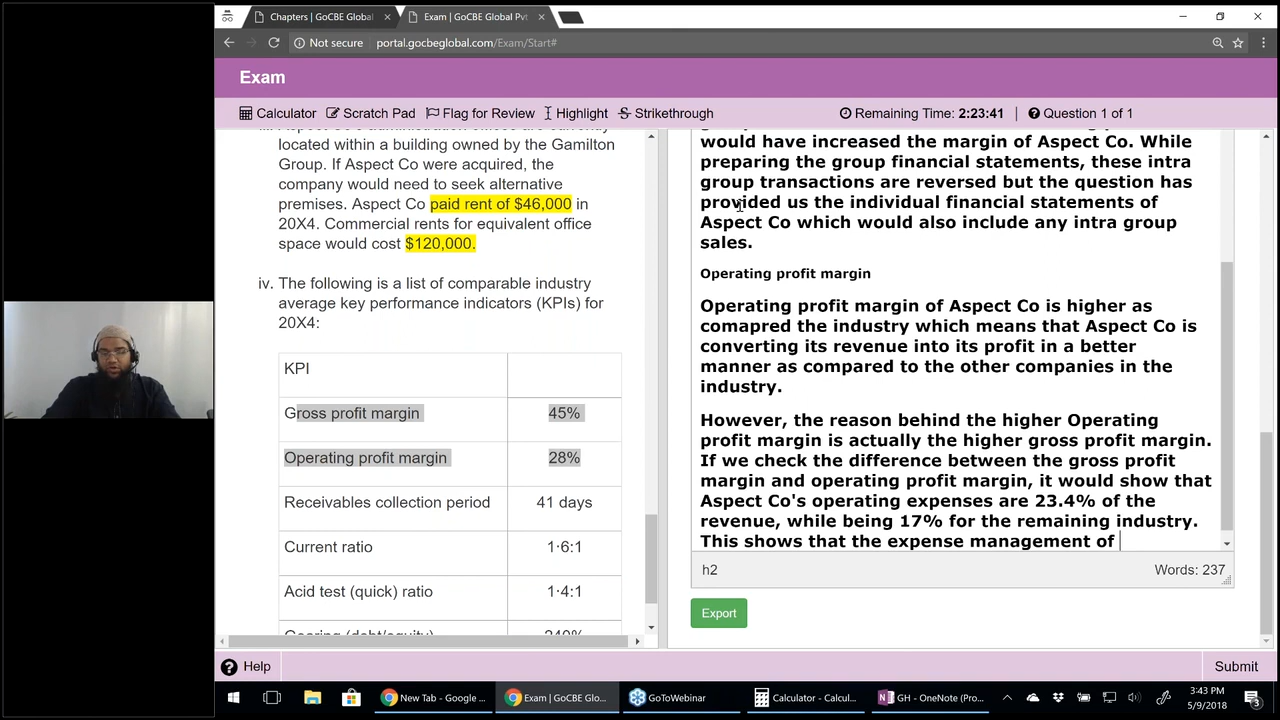 Chapters | GoCBE Global
Exam | GoCBE Global Pvt
Not secure
portal.gocbeglobal.com/Exam/Start#
Exam
Calculator
Scratch Pad
Flag for Review
Highlight
Strikethrough
Remaining Time: 2:23:41
Question 1 of 1
located within a building owned by the Gamilton
Group. If Aspect Co were acquired, the
company would need to seek alternative
premises. Aspect Co paid rent of $46,000 in
20X4. Commercial rents for equivalent office
space would cost $120,000.
iv. The following is a list of comparable industry
average key performance indicators (KPIs) for
20X4:
KPI
Gross profit margin 45%
Operating profit margin 28%
Receivables collection period 41 days
Current ratio 1·6:1
Acid test (quick) ratio 1·4:1
Gearing (debt/equity) 240%
would have increased the margin of Aspect Co. While
preparing the group financial statements, these intra
group transactions are reversed but the question has
provided us the individual financial statements of
Aspect Co which would also include any intra group
sales.
Operating profit margin
Operating profit margin of Aspect Co is higher as
comapred the industry which means that Aspect Co is
converting its revenue into its profit in a better
manner as compared to the other companies in the
industry.
However, the reason behind the higher Operating
profit margin is actually the higher gross profit margin.
If we check the difference between the gross profit
margin and operating profit margin, it would show that
Aspect Co's operating expenses are 23.4% of the
revenue, while being 17% for the remaining industry.
This shows that the expense management of
h2
Words: 237
Export
Help
Submit
New Tab - Google ...
Exam | GoCBE Glo...
GoToWebinar
Calculator - Calcul...
GH - OneNote (Pro...
3:43 PM
5/9/2018
3